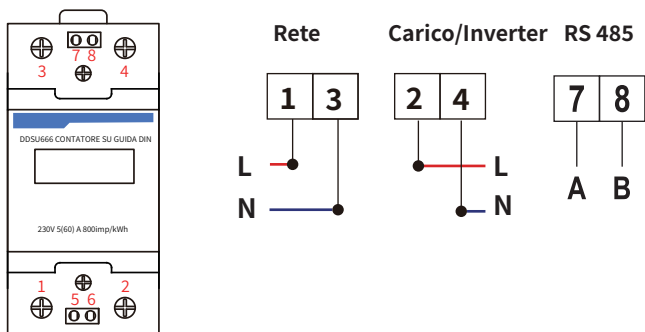 Rete Carico/Inverter RS 485
7 8
3 4
1 3 2 4 7 8
DDSU666 CONTATORE SU GUIDA DIN
L L
A B
N N
230V 5(60) A 800imp/kWh
1 2
5 6